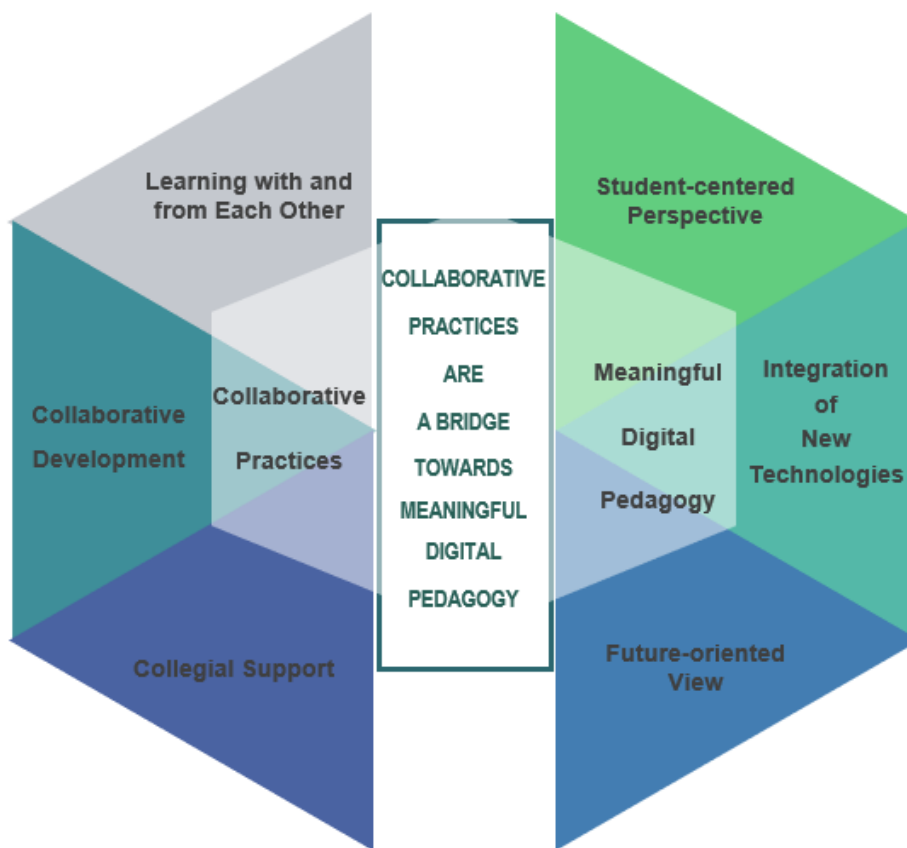 Learning with and
from Each Other
Collaborative
Development
Collaborative
Practices
Collegial Support
COLLABORATIVE
PRACTICES
ARE
A BRIDGE
TOWARDS
MEANINGFUL
DIGITAL
PEDAGOGY
Student-centered
Perspective
Meaningful
Digital
Pedagogy
Integration
of
New
Technologies
Future-oriented
View